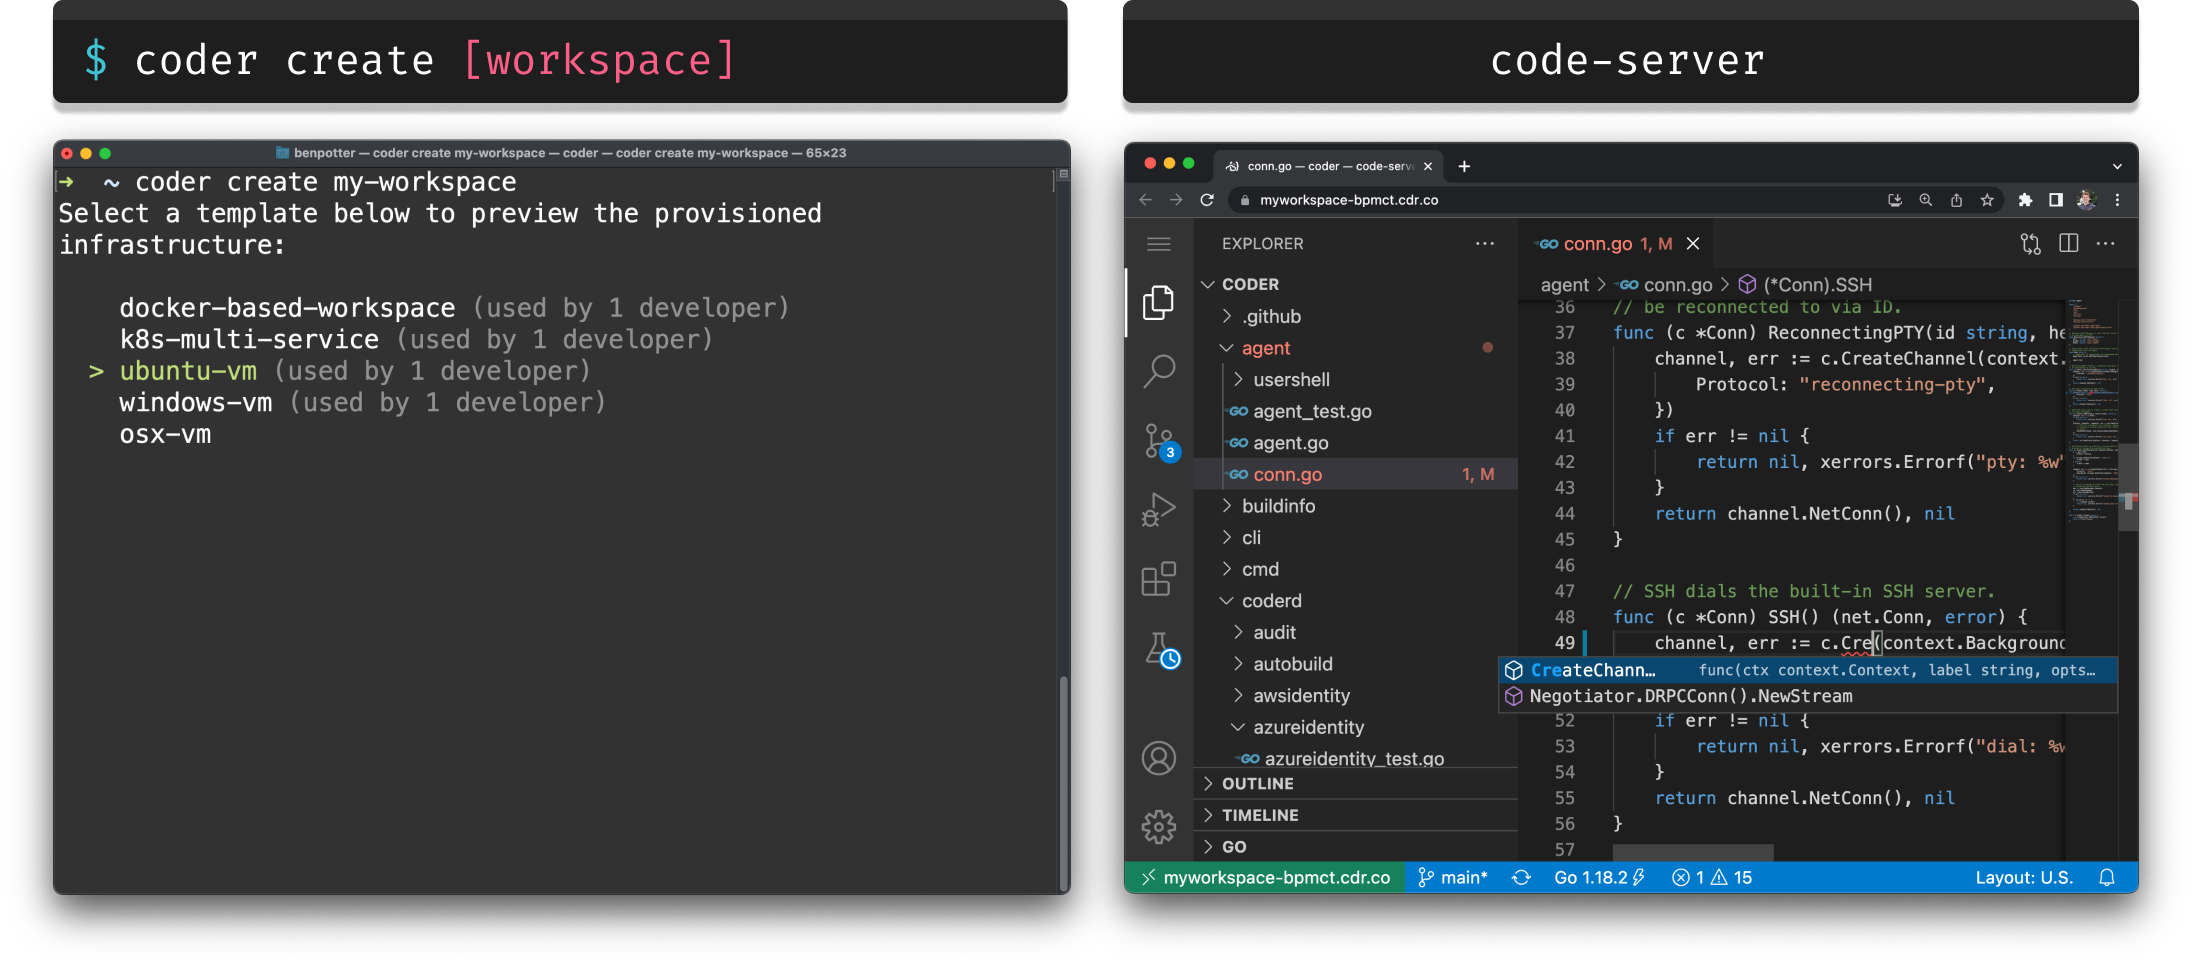 $ coder create [workspace]
code-server
benpotter — coder create my-workspace — coder — coder create my-workspace — 65×23
➜ ~ coder create my-workspace
Select a template below to preview the provisioned
infrastructure:
docker-based-workspace (used by 1 developer)
k8s-multi-service (used by 1 developer)
> ubuntu-vm (used by 1 developer)
windows-vm (used by 1 developer)
osx-vm
conn.go — coder — code-serv
myworkspace-bpmct.cdr.co
EXPLORER
CODER
.github
agent
usershell
GO agent_test.go
GO agent.go
GO conn.go 1, M
buildinfo
cli
cmd
coderd
audit
autobuild
awsidentity
azureidentity
GO azureidentity_test.go
OUTLINE
TIMELINE
GO
3
GO conn.go 1, M
agent > GO conn.go > (*Conn).SSH
36 // be reconnected to via ID.
37 func (c *Conn) ReconnectingPTY(id string, he
38 channel, err := c.CreateChannel(context.
39 Protocol: "reconnecting-pty",
40 })
41 if err != nil {
42 return nil, xerrors.Errorf("pty: %w"
43 }
44 return channel.NetConn(), nil
45 }
46
47 // SSH dials the built-in SSH server.
48 func (c *Conn) SSH() (net.Conn, error) {
49 channel, err := c.Cre(context.Background
CreateChann… func(ctx context.Context, label string, opts…
Negotiator.DRPCConn().NewStream
52 if err != nil {
53 return nil, xerrors.Errorf("dial: %w
54 }
55 return channel.NetConn(), nil
56 }
57
myworkspace-bpmct.cdr.co main* Go 1.18.2 1 15 Layout: U.S.